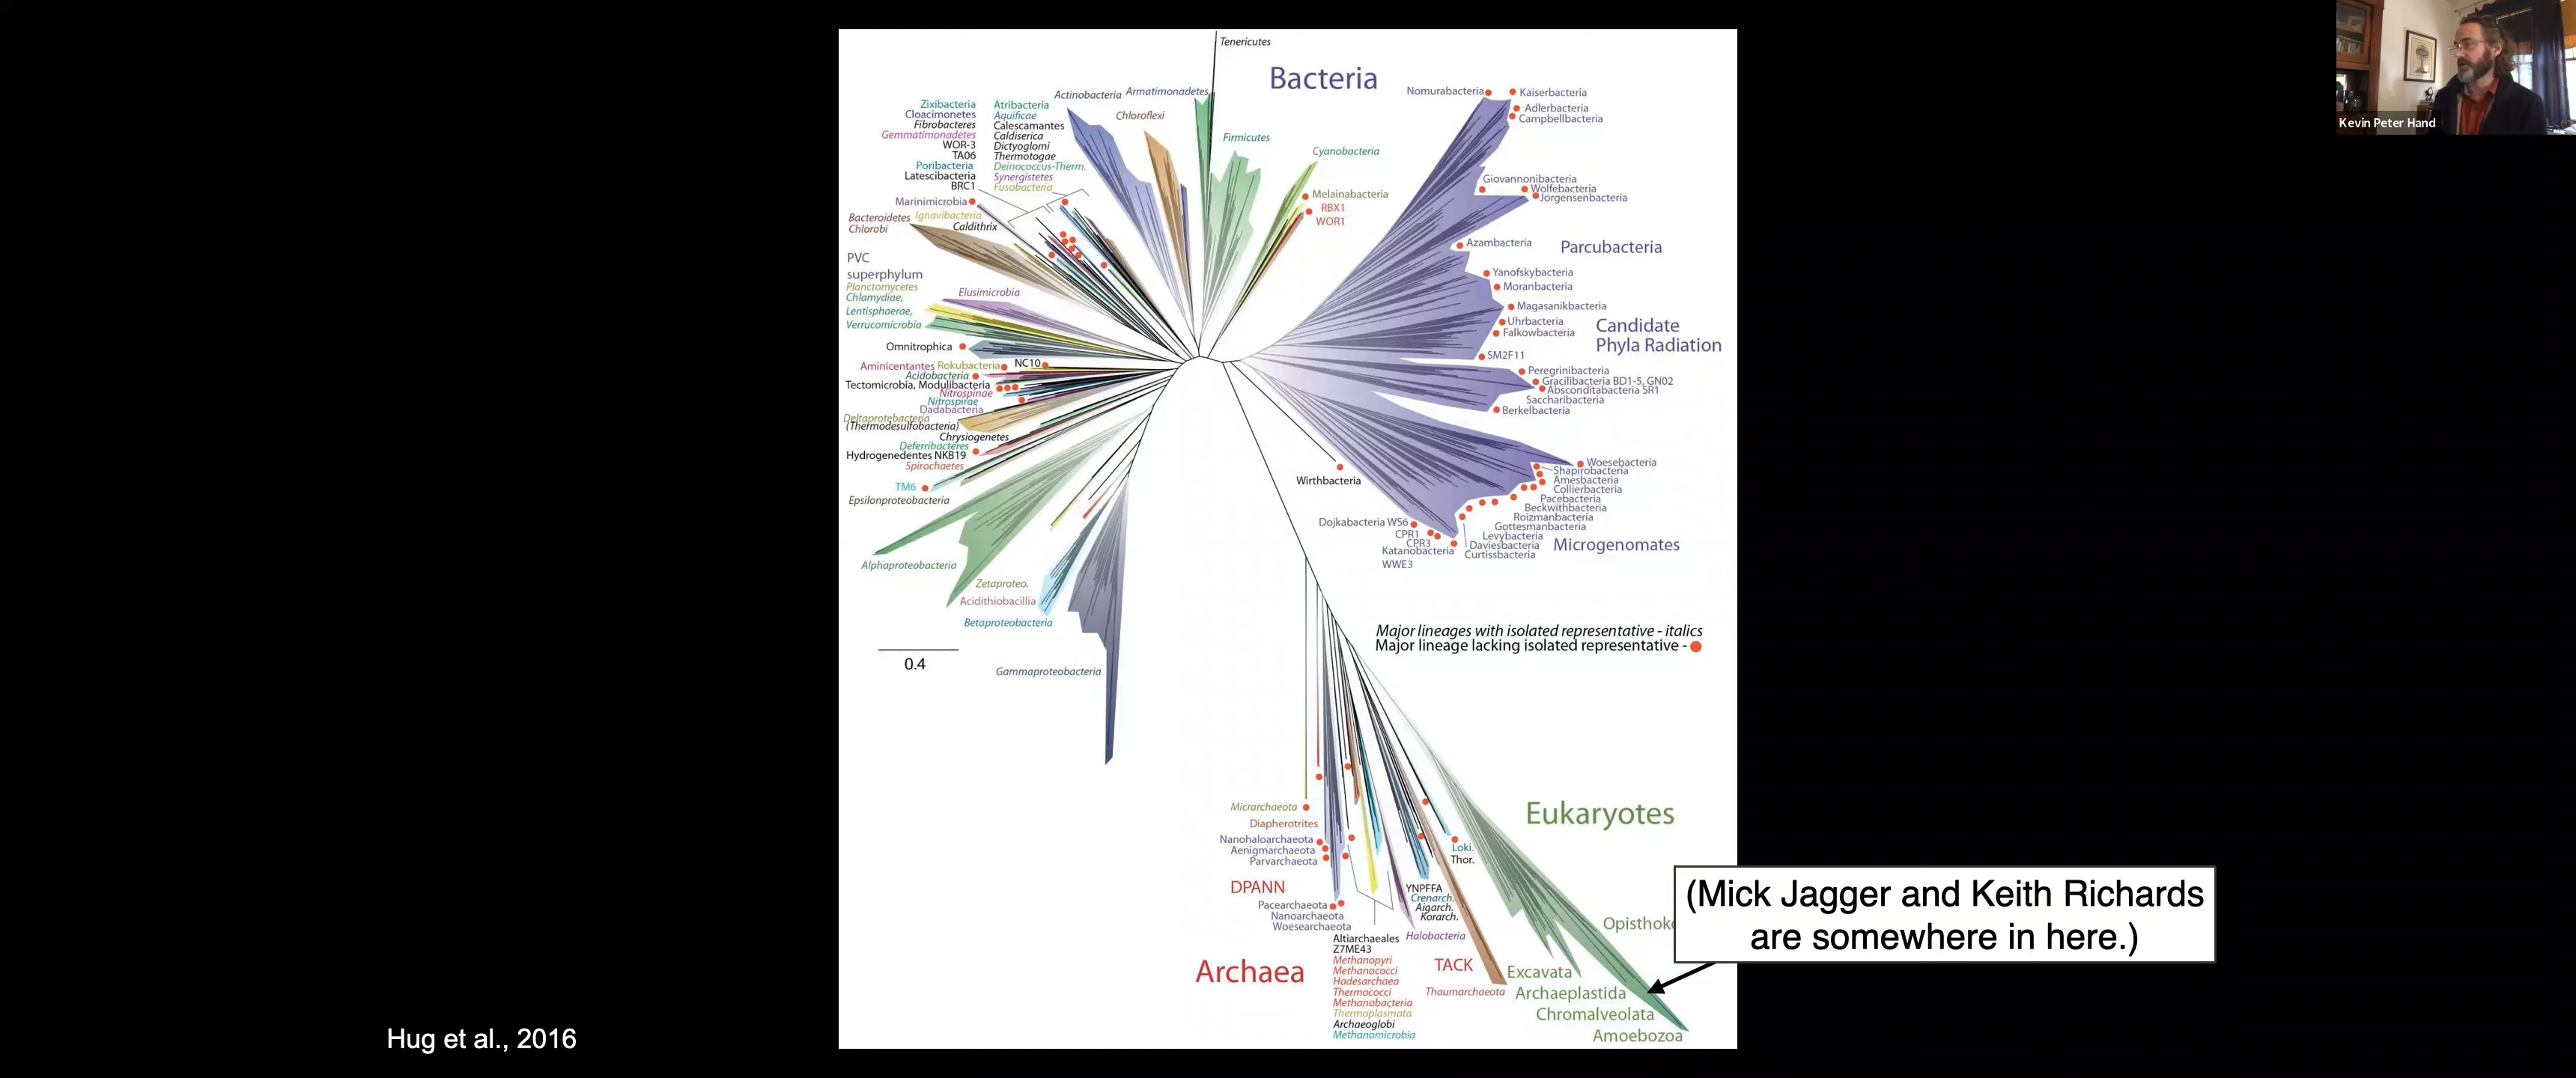 Kevin Peter Hand
Tenericutes
Bacteria
Actinobacteria
Armatimonadetes
Zixibacteria
Cloacimonetes
Fibrobacteres
Gemmatimonadetes
WOR-3
TA06
Poribacteria
Latescibacteria
BRC1
Atribacteria
Aquificae
Calescamantes
Caldiserica
Dictyoglomi
Thermotogae
Deinococcus-Therm.
Synergistetes
Fusobacteria
Chloroflexi
Firmicutes
Cyanobacteria
Melainabacteria
RBX1
WOR1
Marinimicrobia
Bacteroidetes
Ignavibacteria
Chlorobi
Caldithrix
PVC
superphylum
Planctomycetes
Chlamydiae,
Lentisphaerae,
Verrucomicrobia
Elusimicrobia
Omnitrophica
Aminicentantes
Rokubacteria
NC10
Acidobacteria
Tectomicrobia, Modulibacteria
Nitrospinae
Nitrospirae
Dadabacteria
Deltaprotebacteria
(Thermodesulfobacteria)
Chrysiogenetes
Deferribacteres
Hydrogenedentes NKB19
Spirochaetes
TM6
Epsilonproteobacteria
Alphaproteobacteria
Zetaproteo.
Acidithiobacillia
Betaproteobacteria
0.4
Gammaproteobacteria
Nomurabacteria
Kaiserbacteria
Adlerbacteria
Campbellbacteria
Giovannonibacteria
Wolfebacteria
Jorgensenbacteria
Azambacteria
Parcubacteria
Yanofskybacteria
Moranbacteria
Magasanikbacteria
Uhrbacteria
Falkowbacteria
Candidate
Phyla Radiation
SM2F11
Peregrinibacteria
Gracilibacteria BD1-5, GN02
Absconditabacteria SR1
Saccharibacteria
Berkelbacteria
Woesebacteria
Shapirobacteria
Amesbacteria
Collierbacteria
Pacebacteria
Beckwithbacteria
Roizmanbacteria
Gottesmanbacteria
Levybacteria
Daviesbacteria
Curtissbacteria
Microgenomates
Wirthbacteria
Dojkabacteria WS6
CPR1
CPR3
Katanobacteria
WWE3
Major lineages with isolated representative - italics
Major lineage lacking isolated representative -
Micrarchaeota
Diapherotrites
Nanohaloarchaeota
Aenigmarchaeota
Parvarchaeota
DPANN
Pacearchaeota
Nanoarchaeota
Woesearchaeota
Archaea
Altiarchaeales
Z7ME43
Methanopyri
Methanococci
Hadesarchaea
Thermococci
Methanobacteria
Thermoplasmata
Archaeoglobi
Methanomicrobia
Halobacteria
YNPFFA
Crenarch.
Aigarch.
Korarch.
TACK
Thaumarchaeota
Loki.
Thor.
Eukaryotes
Opisthok
Excavata
Archaeplastida
Chromalveolata
Amoebozoa
(Mick Jagger and Keith Richards
are somewhere in here.)
Hug et al., 2016